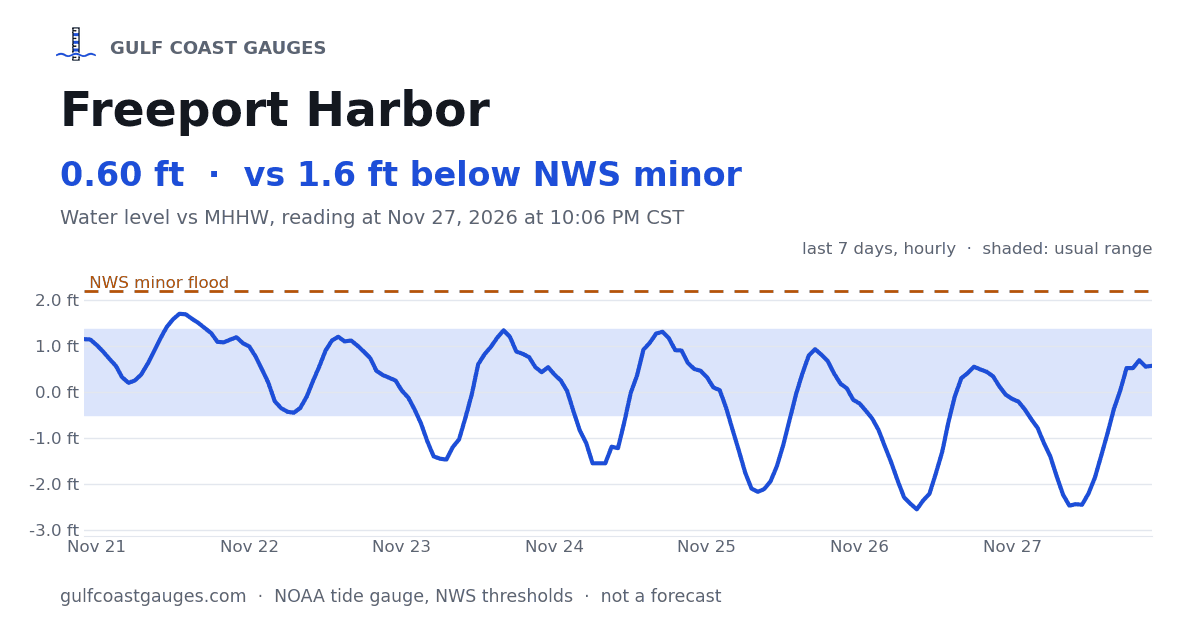 GULF COAST GAUGES
Freeport Harbor
0.60 ft · vs 1.6 ft below NWS minor
Water level vs MHHW, reading at Nov 27, 2026 at 10:06 PM CST
last 7 days, hourly · shaded: usual range
NWS minor flood
2.0 ft
1.0 ft
0.0 ft
-1.0 ft
-2.0 ft
-3.0 ft
Nov 21 Nov 22 Nov 23 Nov 24 Nov 25 Nov 26 Nov 27
gulfcoastgauges.com · NOAA tide gauge, NWS thresholds · not a forecast